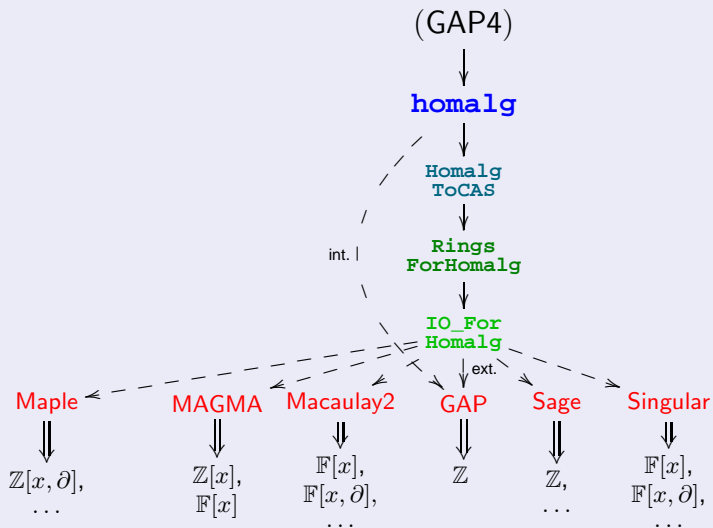 (GAP4)
homalg
Homalg
ToCAS
int.
Rings
ForHomalg
IO_For
Homalg
ext.
Maple MAGMA Macaulay2 GAP Sage Singular
ℤ[x, ∂], ℤ[x], 𝔽[x], ℤ ℤ, 𝔽[x],
... 𝔽[x] 𝔽[x, ∂], ... 𝔽[x, ∂],
... ...